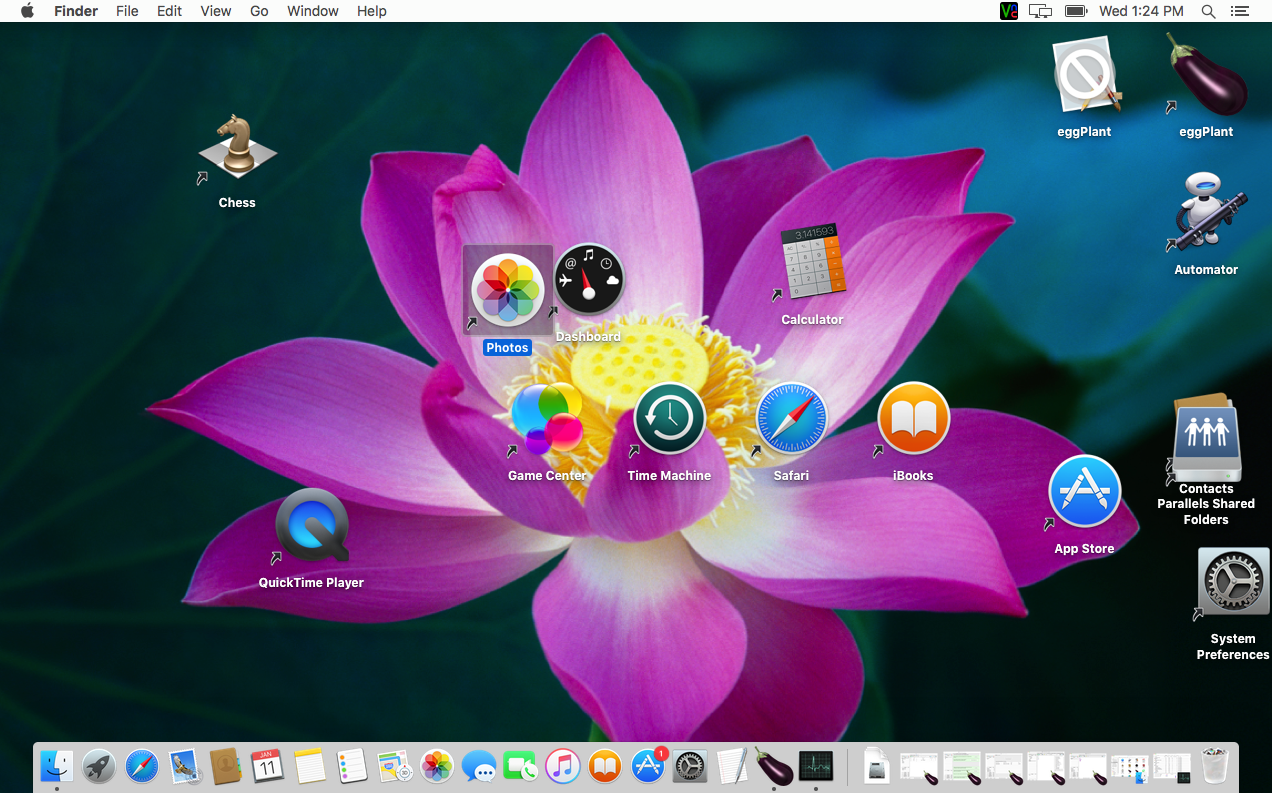 Finder File Edit View Go Window Help Wed 1:24 PM
eggPlant
eggPlant
Chess
Automator
3.141593
Calculator
Dashboard
Photos
Game Center
Time Machine
Safari
iBooks
Contacts
Parallels Shared
Folders
App Store
QuickTime Player
System
Preferences
JAN
11
1